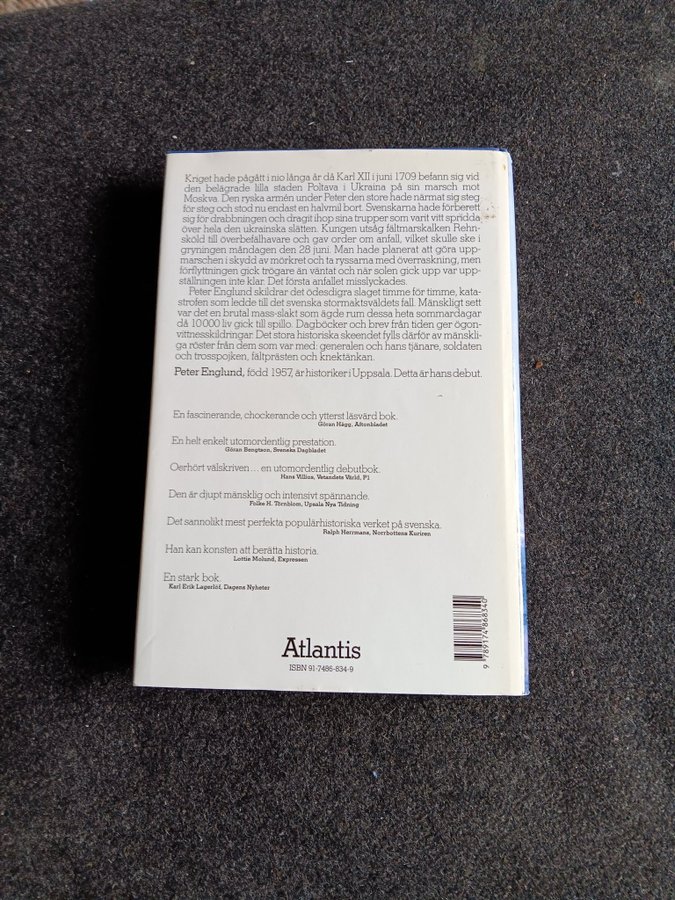 Kriget hade pågått i nio långa år då Karl XII i juni 1709 befann sig vid
den belägrade lilla staden Poltava i Ukraina på sin marsch mot
Moskva. Den ryska armén under Peter den store hade närmat sig steg
för steg och stod nu endast en halvmil bort. Svenskarna hade förberett
sig för drabbningen och dragit ihop sina trupper som varit vitt spridda
över hela den ukrainska slätten. Kungen utsåg fältmarskalken Rehn-
sköld till överbefälhavare och gav order om anfall, vilket skulle ske i
gryningen måndagen den 28 juni. Man hade planerat att göra upp-
marschen i skydd av mörkret och ta ryssarna med överraskning, men
förflyttningen gick trögare än väntat och när solen gick upp var upp-
ställningen inte klar. Det första anfallet misslyckades.
Peter Englund skildrar det ödesdigra slaget timme för timme, kata-
strofen som ledde till det svenska stormaktsväldets fall. Mänskligt sett
var det en brutal mass-slakt som ägde rum dessa heta sommardagar
då 10 000 liv gick till spillo. Dagböcker och brev från tiden ger ögon-
vittnesskildringar. Det stora historiska skeendet fylls därför av mänskli-
ga röster från dem som var med: generalen och hans tjänare, soldaten
och trosspojken, fältprästen och knektänkan.
Peter Englund, född 1957, är historiker i Uppsala. Detta är hans debut.
En fascinerande, chockerande och ytterst läsvärd bok.
Göran Hägg, Aftonbladet
En helt enkelt utomordentlig prestation.
Göran Bengtson, Svenska Dagbladet
Oerhört välskriven... en utomordentlig debutbok.
Hans Villius, Vetandets Värld, P1
Den är djupt mänsklig och intensivt spännande.
Folke H. Törnblom, Upsala Nya Tidning
Det sannolikt mest perfekta populärhistoriska verket på svenska.
Ralph Herrmans, Norrbottens Kuriren
Han kan konsten att berätta historia.
Lottie Molund, Expressen
En stark bok.
Karl Erik Lagerlöf, Dagens Nyheter
Atlantis
ISBN 91-7486-834-9
9 789174 868340